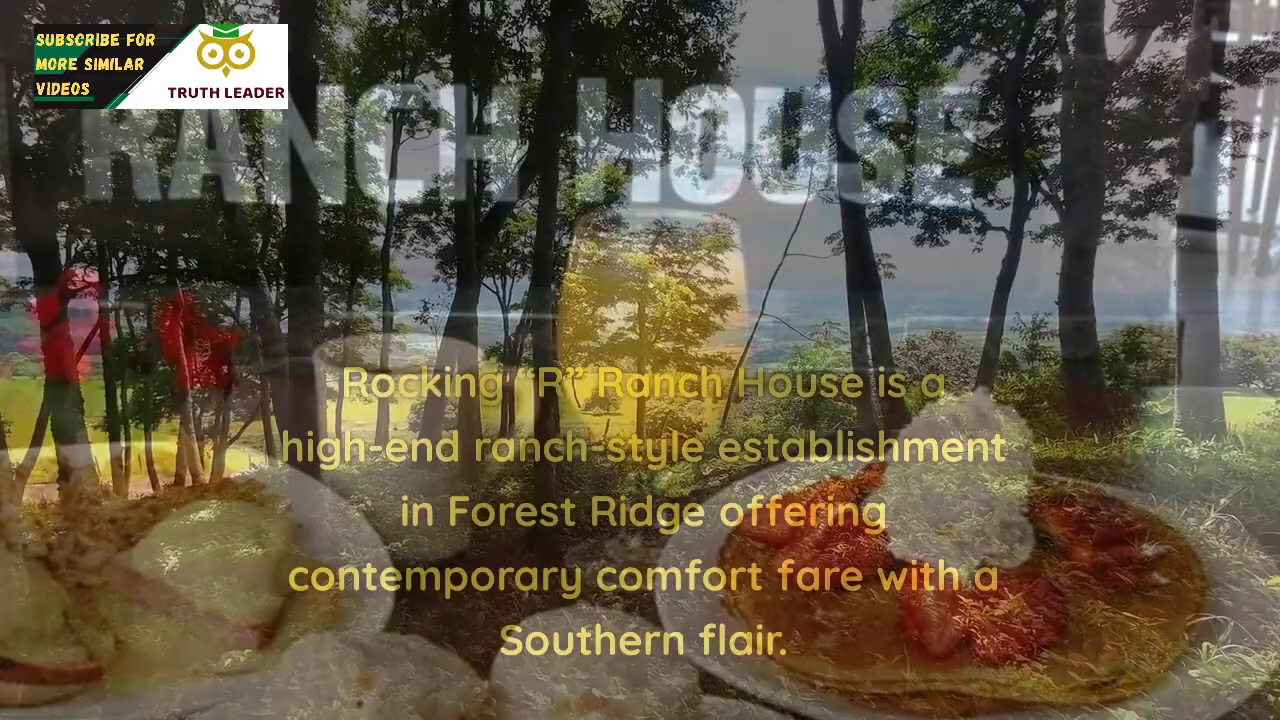 SUBSCRIBE FOR
MORE SIMILAR
VIDEOS
TRUTH LEADER
RANCH HOUSE
Rocking “R” Ranch House is a
high-end ranch-style establishment
in Forest Ridge offering
contemporary comfort fare with a
Southern flair.